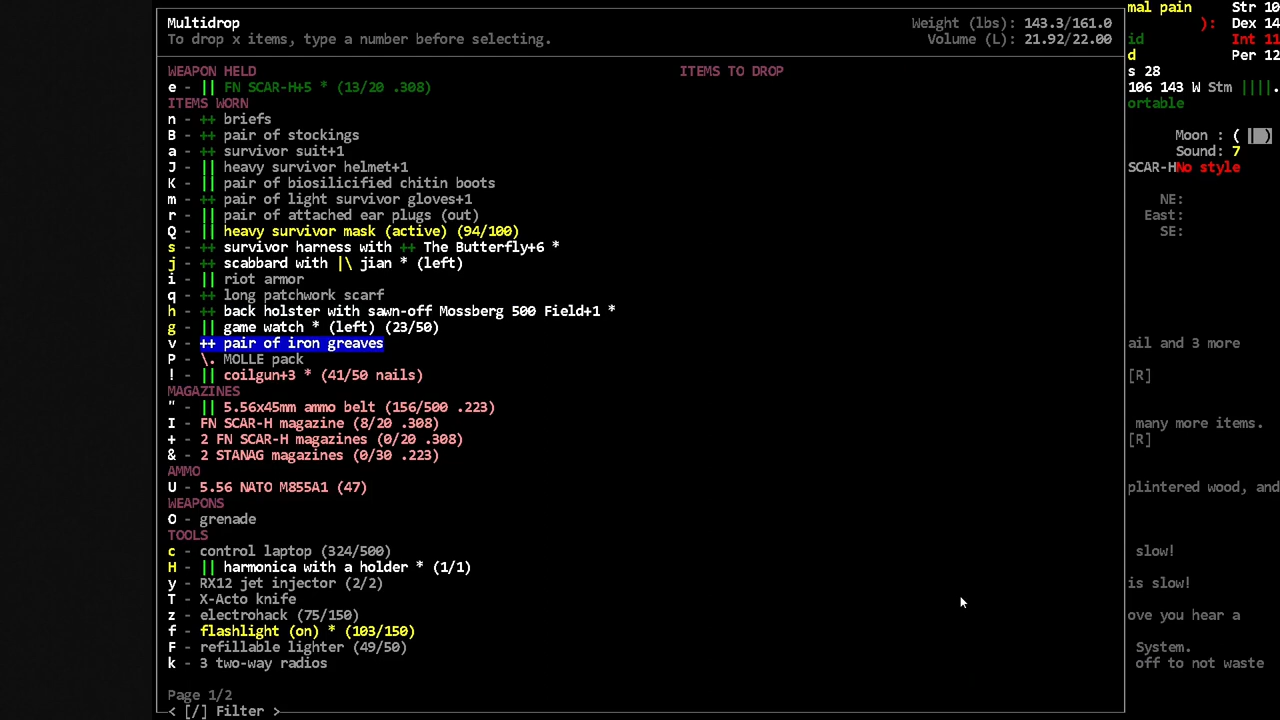 Multidrop Weight (lbs): 143.3/161.0
To drop x items, type a number before selecting. Volume (L): 21.92/22.00
WEAPON HELD ITEMS TO DROP
e - || FN SCAR-H+5 * (13/20 .308)
ITEMS WORN
n - ++ briefs
B - ++ pair of stockings
a - ++ survivor suit+1
J - || heavy survivor helmet+1
K - || pair of biosilicified chitin boots
m - ++ pair of light survivor gloves+1
r - || pair of attached ear plugs (out)
Q - || heavy survivor mask (active) (94/100)
s - ++ survivor harness with ++ The Butterfly+6 *
j - ++ scabbard with |\ jian * (left)
i - || riot armor
q - ++ long patchwork scarf
h - ++ back holster with sawn-off Mossberg 500 Field+1 *
g - || game watch * (left) (23/50)
v - ++ pair of iron greaves
P - \. MOLLE pack
! - || coilgun+3 * (41/50 nails)
MAGAZINES
" - || 5.56x45mm ammo belt (156/500 .223)
I - FN SCAR-H magazine (8/20 .308)
+ - 2 FN SCAR-H magazines (0/20 .308)
& - 2 STANAG magazines (0/30 .223)
AMMO
U - 5.56 NATO M855A1 (47)
WEAPONS
O - grenade
TOOLS
c - control laptop (324/500)
H - || harmonica with a holder * (1/1)
y - RX12 jet injector (2/2)
T - X-Acto knife
z - electrohack (75/150)
f - flashlight (on) * (103/150)
F - refillable lighter (49/50)
k - 3 two-way radios
Page 1/2
< [/] Filter >
mal pain Str 10
): Dex 14
id Int 11
d Per 12
s 28
106 143 W Stm ||||.
ortable
Moon : ( | )
Sound: 7
SCAR-HNo style
NE:
East:
SE:
ail and 3 more
[R]
many more items.
[R]
plintered wood, and
slow!
is slow!
ove you hear a
System.
off to not waste